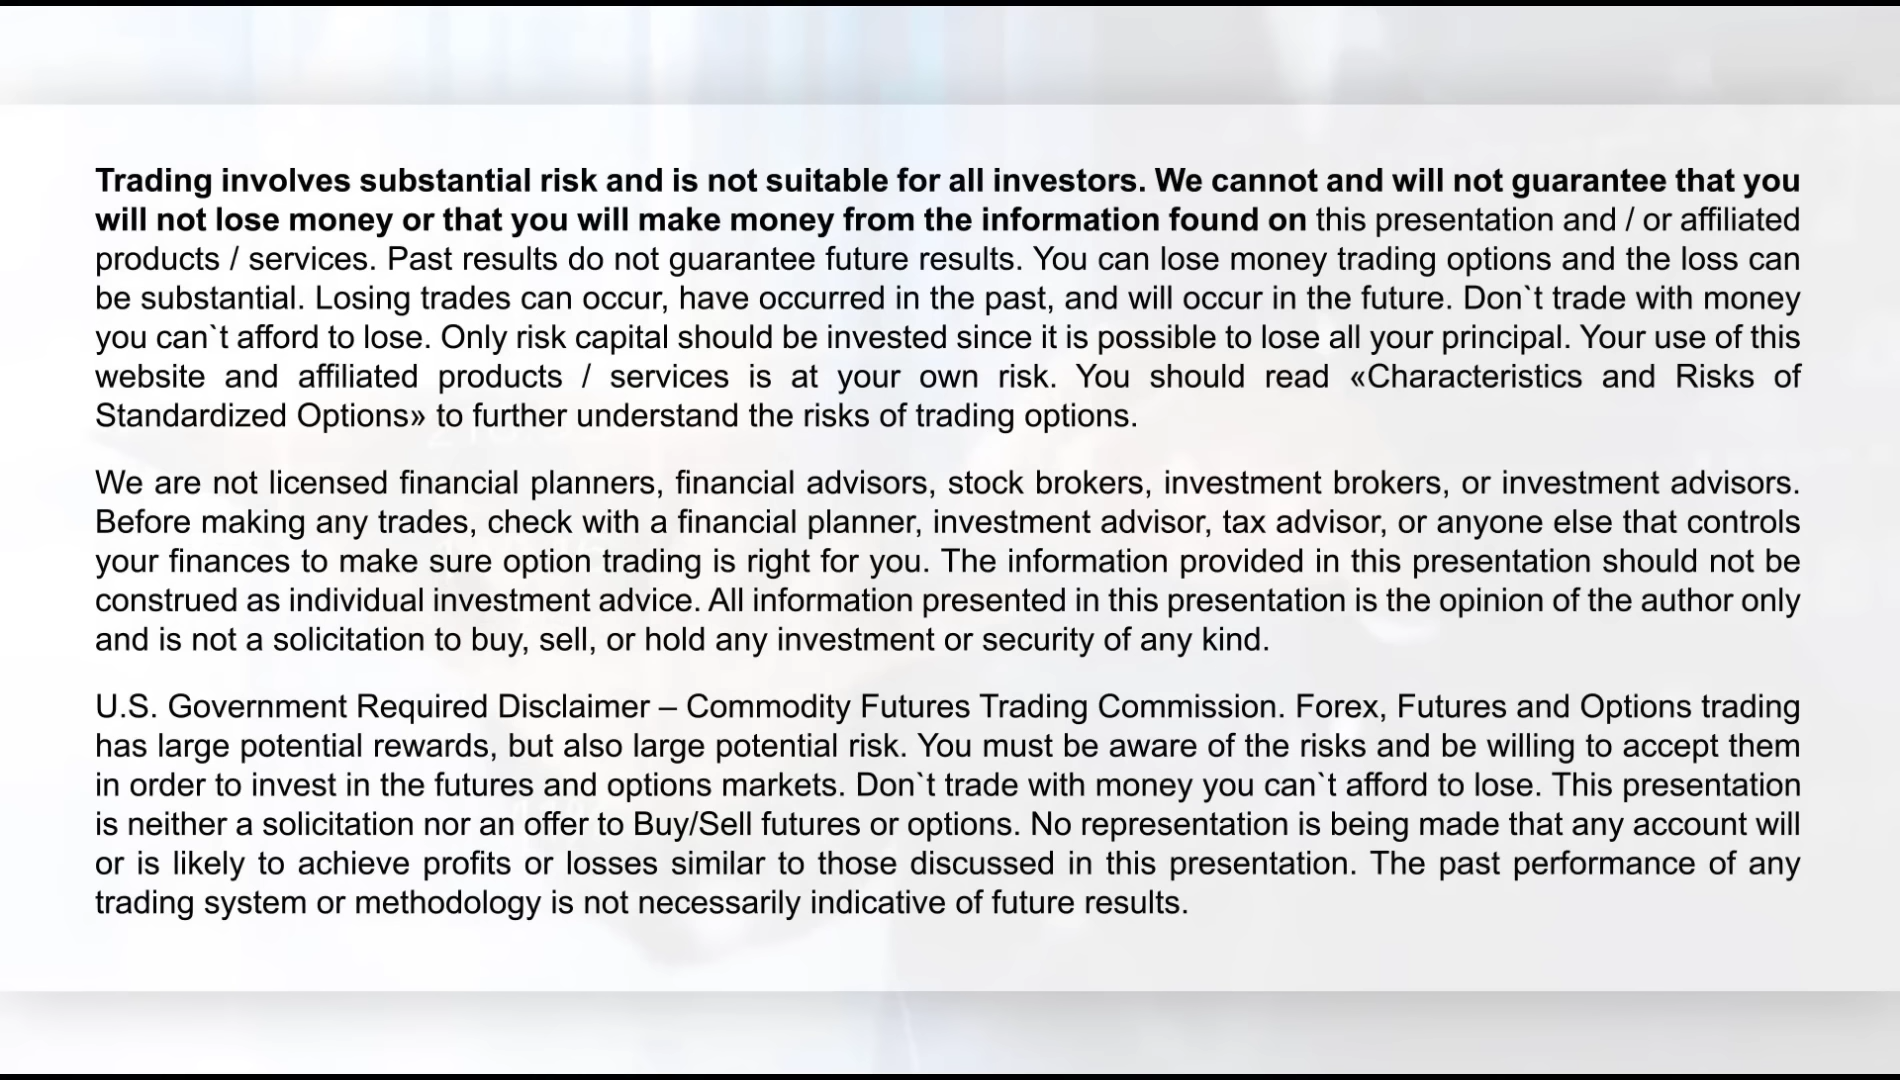 Trading involves substantial risk and is not suitable for all investors. We cannot and will not guarantee that you
will not lose money or that you will make money from the information found on this presentation and / or affiliated
products / services. Past results do not guarantee future results. You can lose money trading options and the loss can
be substantial. Losing trades can occur, have occurred in the past, and will occur in the future. Don`t trade with money
you can`t afford to lose. Only risk capital should be invested since it is possible to lose all your principal. Your use of this
website and affiliated products / services is at your own risk. You should read «Characteristics and Risks of
Standardized Options» to further understand the risks of trading options.
We are not licensed financial planners, financial advisors, stock brokers, investment brokers, or investment advisors.
Before making any trades, check with a financial planner, investment advisor, tax advisor, or anyone else that controls
your finances to make sure option trading is right for you. The information provided in this presentation should not be
construed as individual investment advice. All information presented in this presentation is the opinion of the author only
and is not a solicitation to buy, sell, or hold any investment or security of any kind.
U.S. Government Required Disclaimer – Commodity Futures Trading Commission. Forex, Futures and Options trading
has large potential rewards, but also large potential risk. You must be aware of the risks and be willing to accept them
in order to invest in the futures and options markets. Don`t trade with money you can`t afford to lose. This presentation
is neither a solicitation nor an offer to Buy/Sell futures or options. No representation is being made that any account will
or is likely to achieve profits or losses similar to those discussed in this presentation. The past performance of any
trading system or methodology is not necessarily indicative of future results.